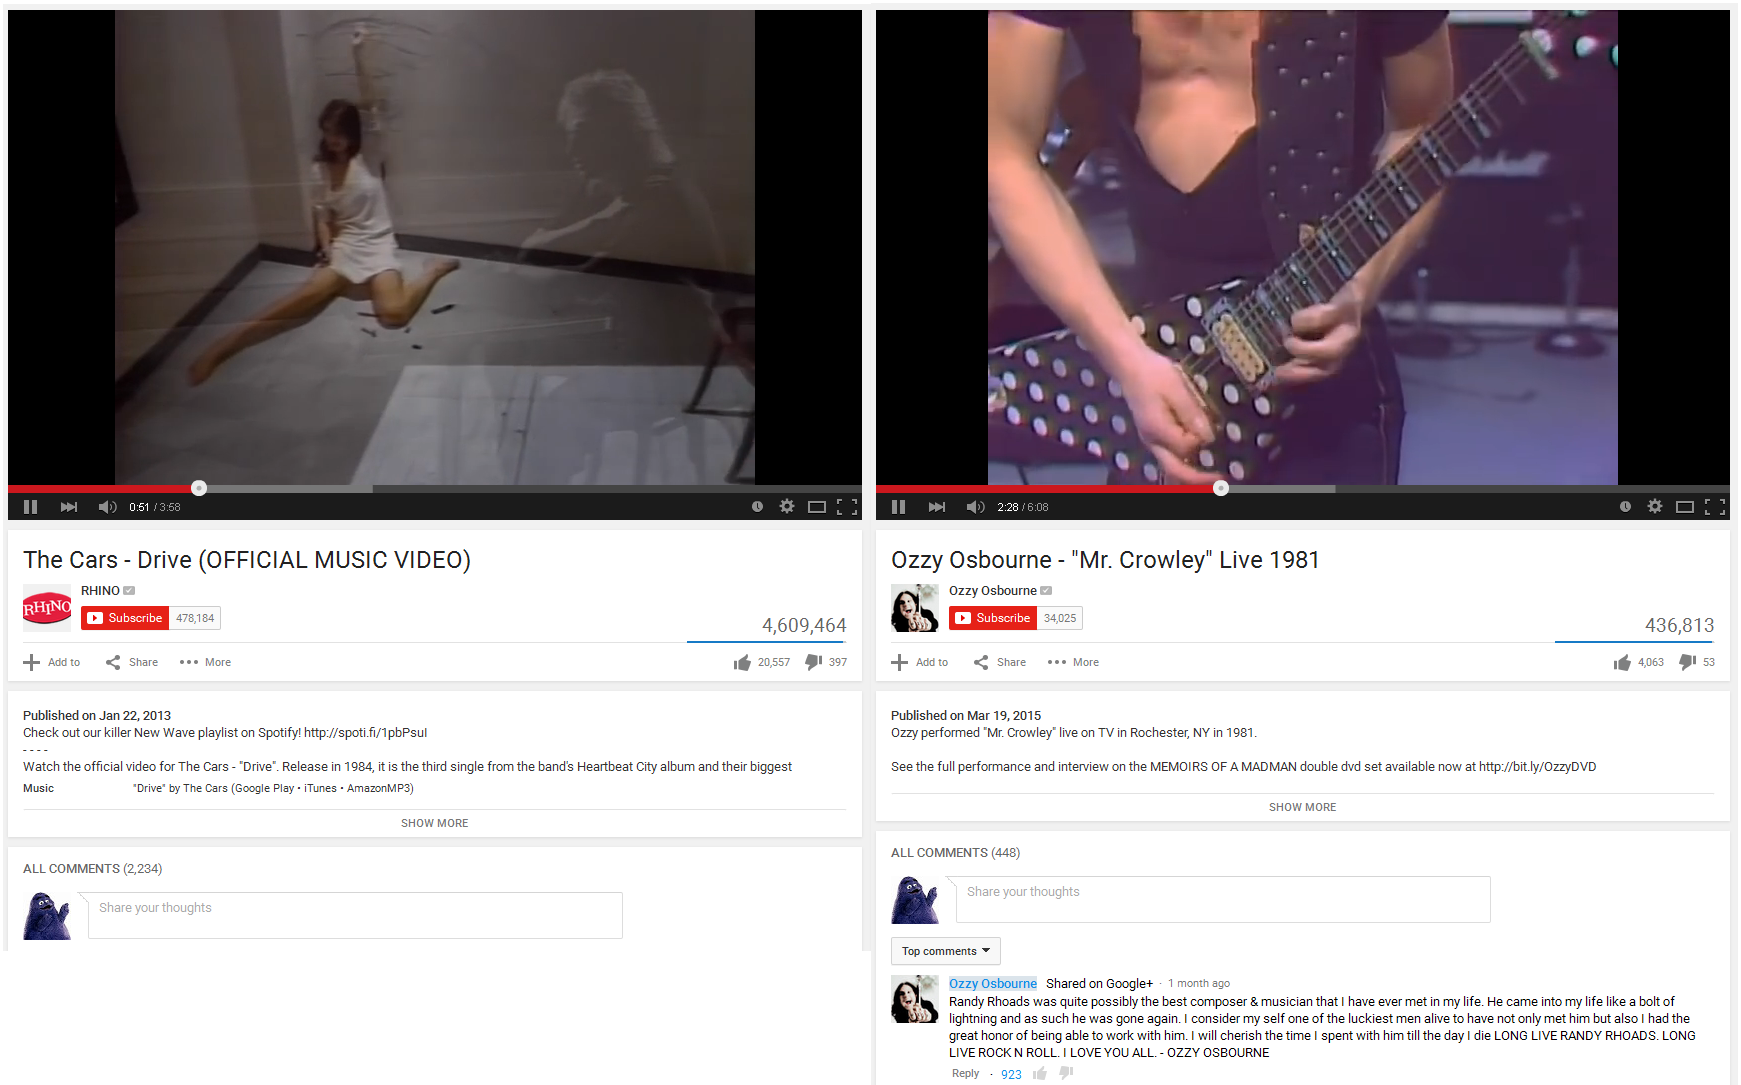 0:51 / 3:58
The Cars - Drive (OFFICIAL MUSIC VIDEO)
RHINO
RHINO
Subscribe 478,184
4,609,464
Add to Share More 20,557 397
Published on Jan 22, 2013
Check out our killer New Wave playlist on Spotify! http://spoti.fi/1pbPsuI
- - - -
Watch the official video for The Cars - "Drive". Release in 1984, it is the third single from the band's Heartbeat City album and their biggest
Music "Drive" by The Cars (Google Play • iTunes • AmazonMP3)
SHOW MORE
ALL COMMENTS (2,234)
Share your thoughts
2:28 / 6:08
Ozzy Osbourne - "Mr. Crowley" Live 1981
Ozzy Osbourne
Subscribe 34,025
436,813
Add to Share More 4,063 53
Published on Mar 19, 2015
Ozzy performed "Mr. Crowley" live on TV in Rochester, NY in 1981.
See the full performance and interview on the MEMOIRS OF A MADMAN double dvd set available now at http://bit.ly/OzzyDVD
SHOW MORE
ALL COMMENTS (448)
Share your thoughts
Top comments
Ozzy Osbourne Shared on Google+ · 1 month ago
Randy Rhoads was quite possibly the best composer & musician that I have ever met in my life. He came into my life like a bolt of
lightning and as such he was gone again. I consider my self one of the luckiest men alive to have not only met him but also I had the
great honor of being able to work with him. I will cherish the time I spent with him till the day I die LONG LIVE RANDY RHOADS. LONG
LIVE ROCK N ROLL. I LOVE YOU ALL. - OZZY OSBOURNE
Reply · 923